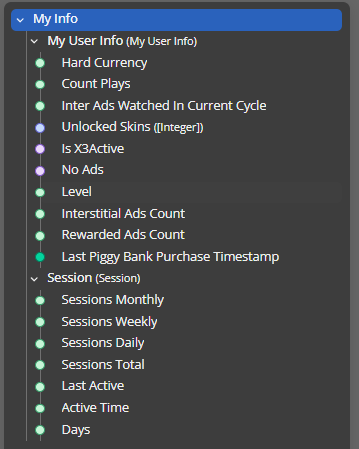 My Info
My User Info (My User Info)
Hard Currency
Count Plays
Inter Ads Watched In Current Cycle
Unlocked Skins ([Integer])
Is X3Active
No Ads
Level
Interstitial Ads Count
Rewarded Ads Count
Last Piggy Bank Purchase Timestamp
Session (Session)
Sessions Monthly
Sessions Weekly
Sessions Daily
Sessions Total
Last Active
Active Time
Days